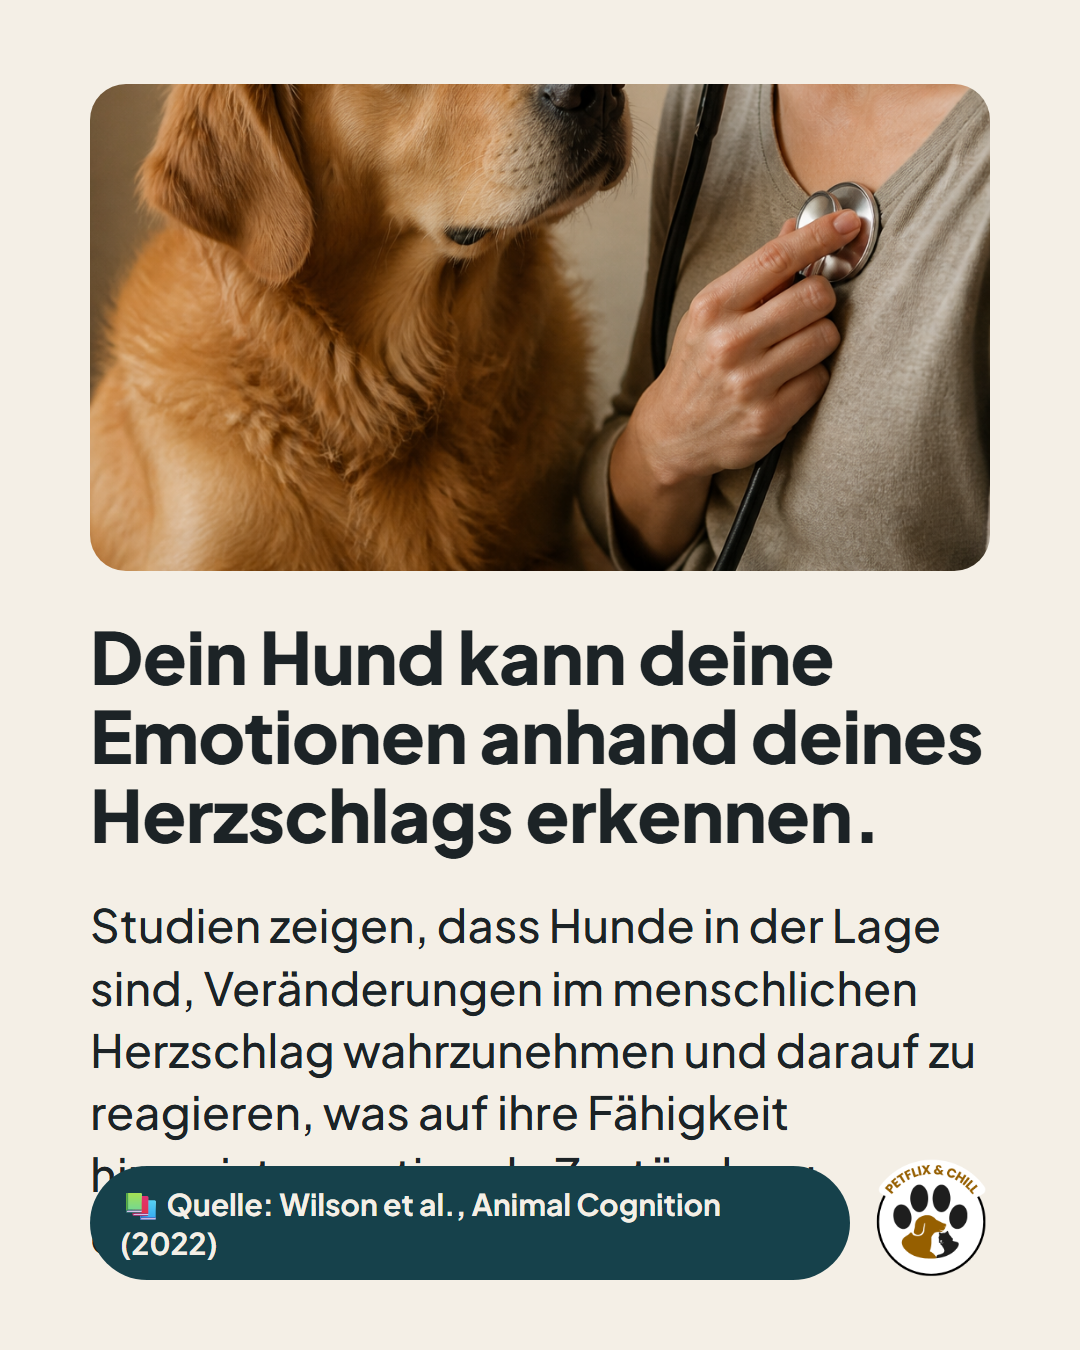 Dein Hund kann deine
Emotionen anhand deines
Herzschlags erkennen.
Studien zeigen, dass Hunde in der Lage
sind, Veränderungen im menschlichen
Herzschlag wahrzunehmen und darauf zu
reagieren, was auf ihre Fähigkeit
📚 Quelle: Wilson et al., Animal Cognition
(2022)
PETFLIX & CHILL